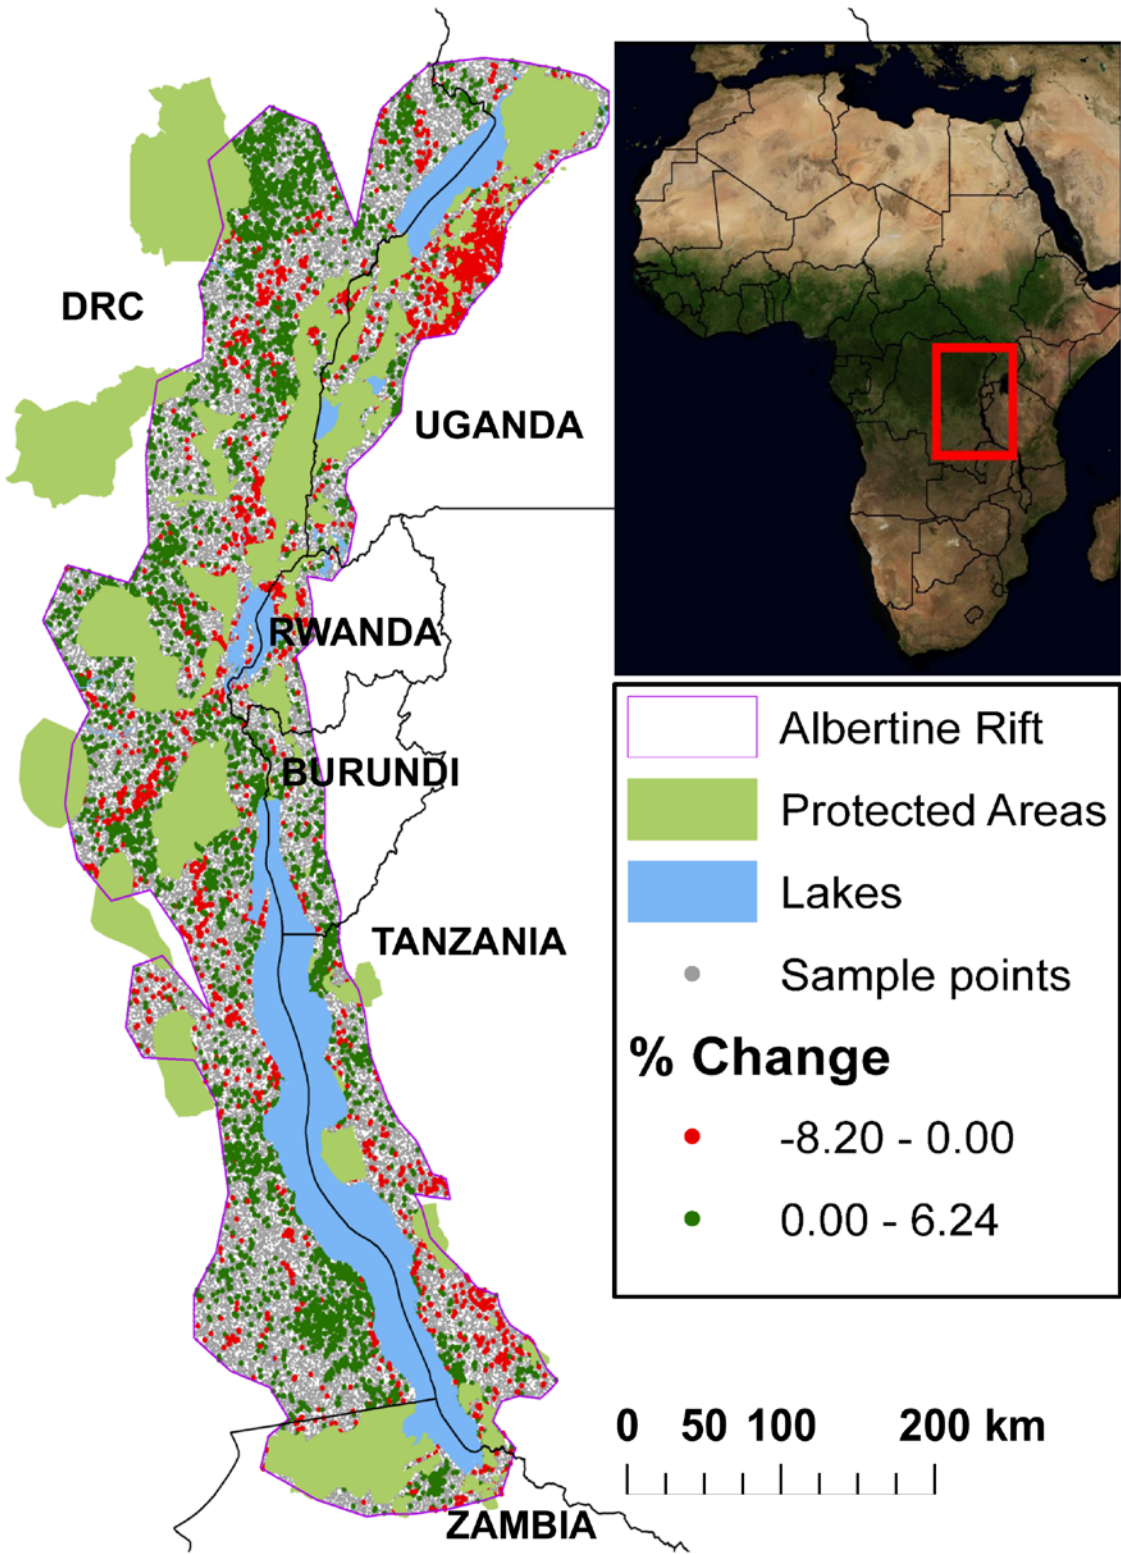 DRC
UGANDA
RWANDA
BURUNDI
TANZANIA
ZAMBIA
Albertine Rift
Protected Areas
Lakes
Sample points
% Change
-8.20 - 0.00
0.00 - 6.24
0 50 100 200 km